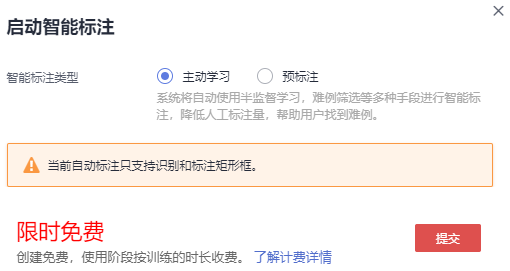 启动智能标注
智能标注类型
主动学习
预标注
系统将自动使用半监督学习，难例筛选等多种手段进行智能标
注，降低人工标注量，帮助用户找到难例。
当前自动标注只支持识别和标注矩形框。
限时免费
提交
创建免费，使用阶段按训练的时长收费。 了解计费详情